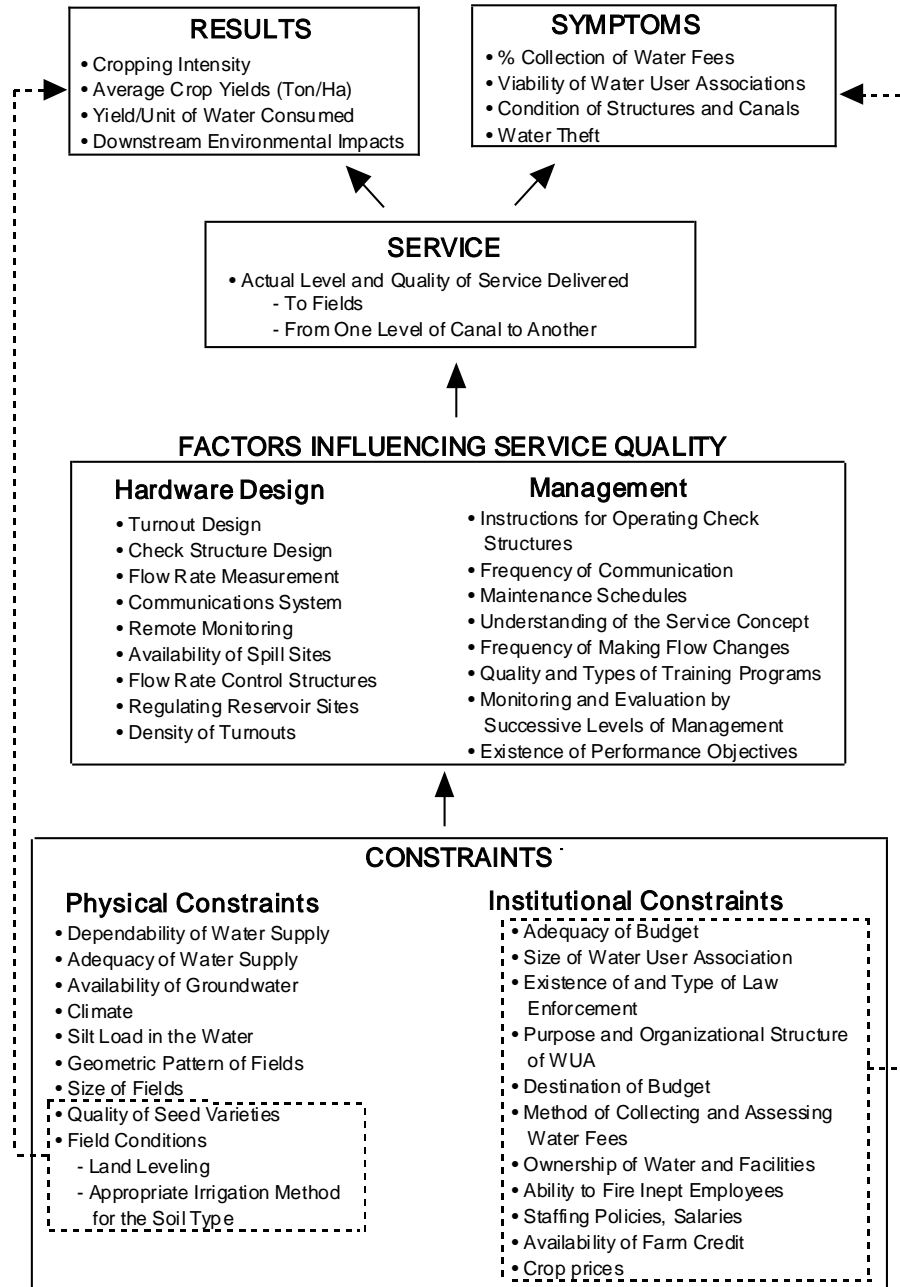 RESULTS
• Cropping Intensity
• Average Crop Yields (Ton/Ha)
• Yield/Unit of Water Consumed
• Downstream Environmental Impacts
SYMPTOMS
• % Collection of Water Fees
• Viability of Water User Associations
• Condition of Structures and Canals
• Water Theft
SERVICE
• Actual Level and Quality of Service Delivered
- To Fields
- From One Level of Canal to Another
FACTORS INFLUENCING SERVICE QUALITY
Hardware Design
• Turnout Design
• Check Structure Design
• Flow Rate Measurement
• Communications System
• Remote Monitoring
• Availability of Spill Sites
• Flow Rate Control Structures
• Regulating Reservoir Sites
• Density of Turnouts
Management
• Instructions for Operating Check
Structures
• Frequency of Communication
• Maintenance Schedules
• Understanding of the Service Concept
• Frequency of Making Flow Changes
• Quality and Types of Training Programs
• Monitoring and Evaluation by
Successive Levels of Management
• Existence of Performance Objectives
CONSTRAINTS
Physical Constraints
• Dependability of Water Supply
• Adequacy of Water Supply
• Availability of Groundwater
• Climate
• Silt Load in the Water
• Geometric Pattern of Fields
• Size of Fields
• Quality of Seed Varieties
• Field Conditions
- Land Leveling
- Appropriate Irrigation Method
for the Soil Type
Institutional Constraints
• Adequacy of Budget
• Size of Water User Association
• Existence of and Type of Law
Enforcement
• Purpose and Organizational Structure
of WUA
• Destination of Budget
• Method of Collecting and Assessing
Water Fees
• Ownership of Water and Facilities
• Ability to Fire Inept Employees
• Staffing Policies, Salaries
• Availability of Farm Credit
• Crop prices